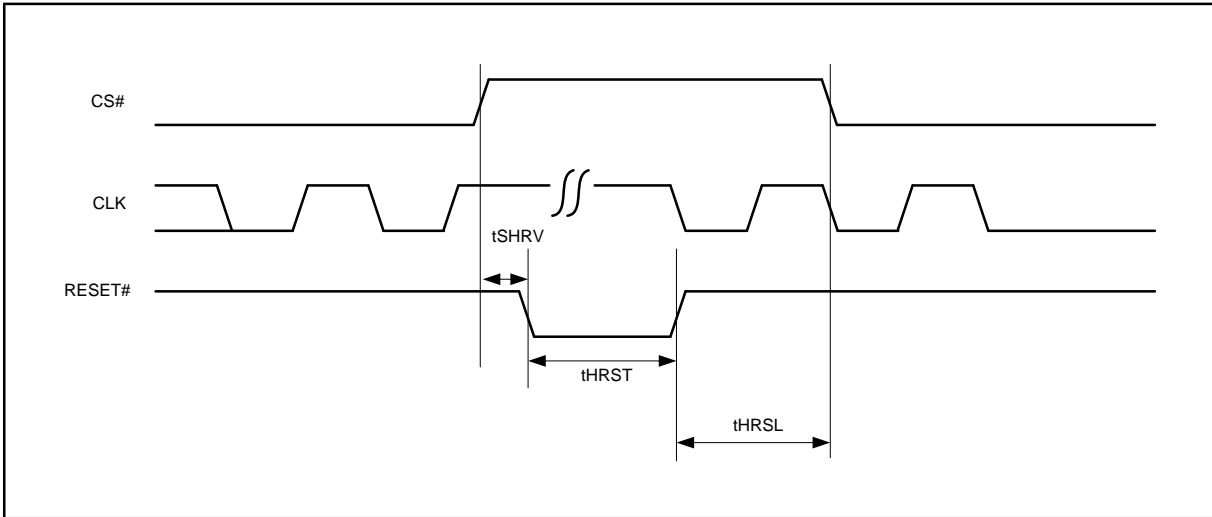 CS#
CLK
tSHRV
RESET#
tHRST
tHRSL